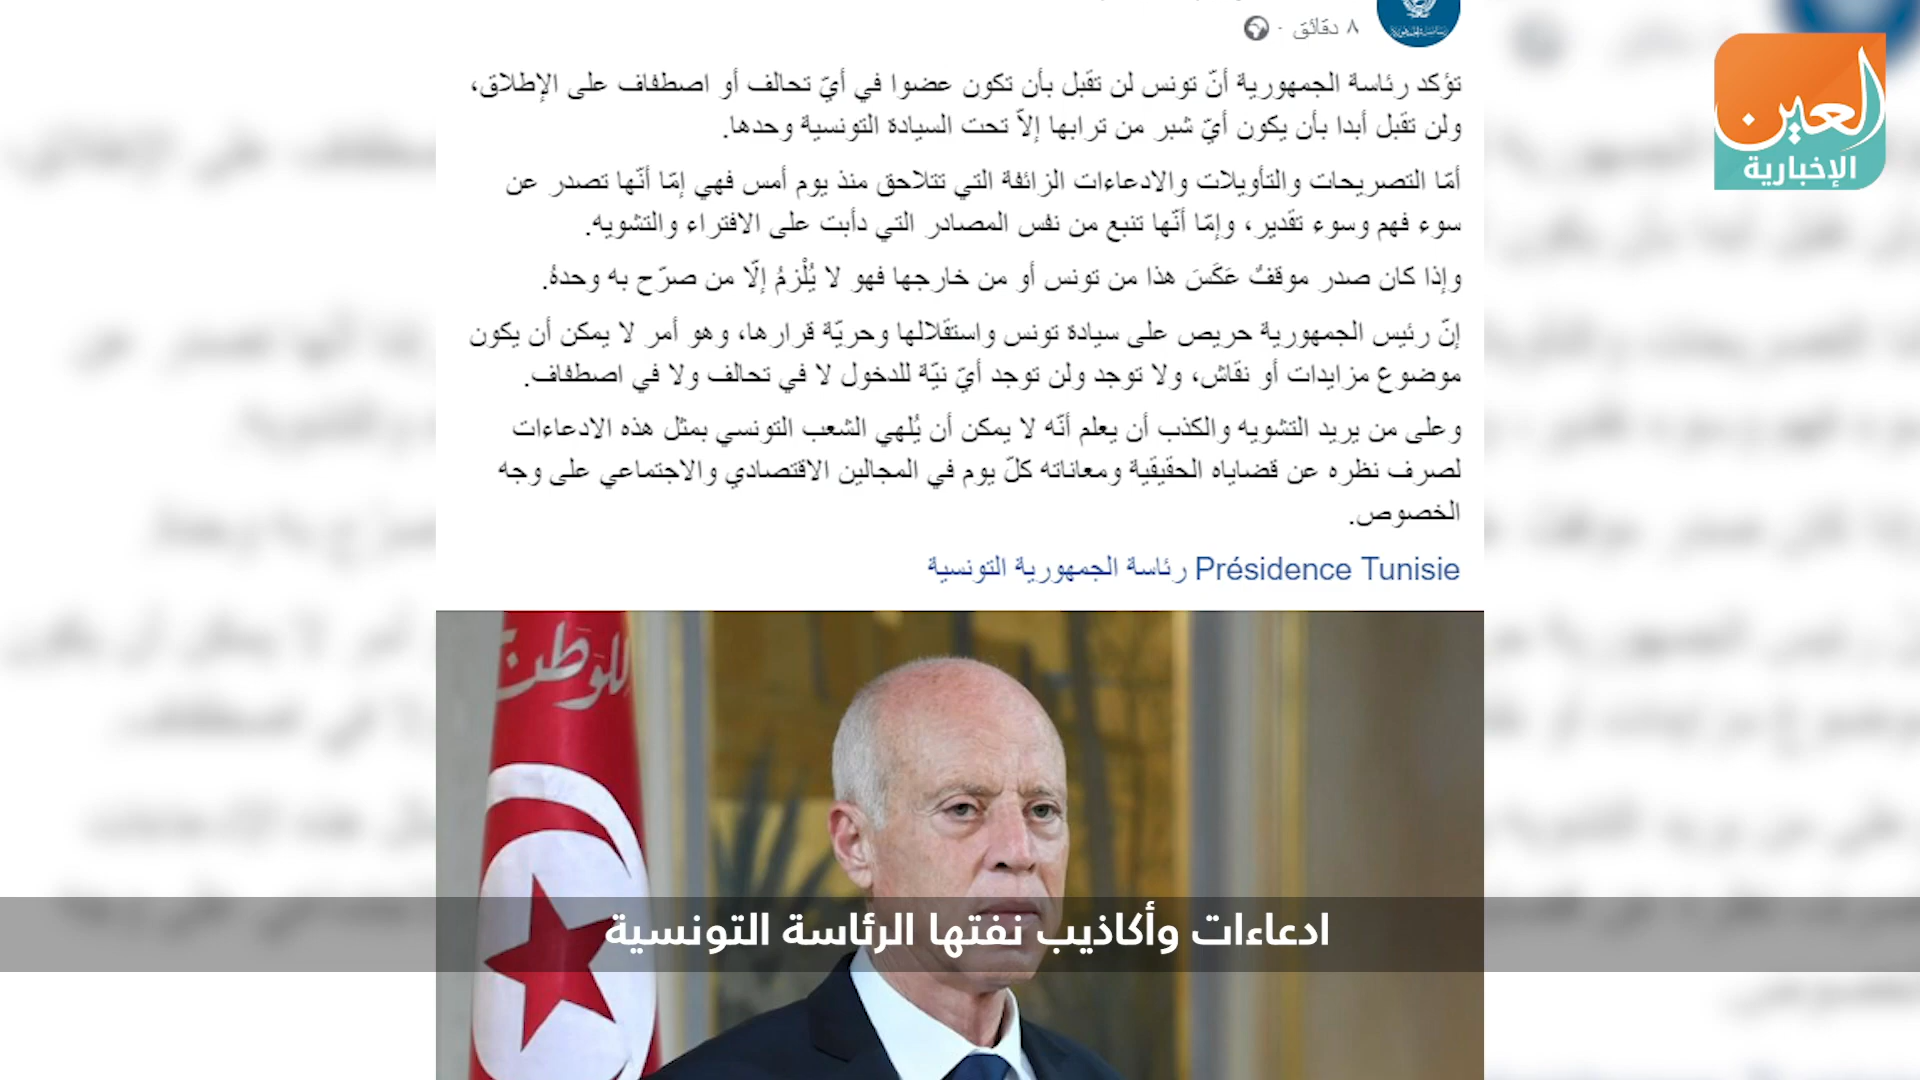 ٨ دقائق ·
العين
الإخبارية
تؤكد رئاسة الجمهورية أنّ تونس لن تقبل بأن تكون عضوا في أيّ تحالف أو اصطفاف على الإطلاق،
ولن تقبل أبدا بأن يكون أيّ شبر من ترابها إلاّ تحت السيادة التونسية وحدها.
أمّا التصريحات والتأويلات والادعاءات الزائفة التي تتلاحق منذ يوم أمس فهي إمّا أنّها تصدر عن
سوء فهم وسوء تقدير، وإمّا أنّها تنبع من نفس المصادر التي دأبت على الافتراء والتشويه.
وإذا كان صدر موقفٌ عَكَسَ هذا من تونس أو من خارجها فهو لا يُلْزمُ إلّا من صرّح به وحدهُ.
إنّ رئيس الجمهورية حريص على سيادة تونس واستقلالها وحريّة قرارها، وهو أمر لا يمكن أن يكون
موضوع مزايدات أو نقاش، ولا توجد ولن توجد أيّ نيّة للدخول لا في تحالف ولا في اصطفاف.
وعلى من يريد التشويه والكذب أن يعلم أنّه لا يمكن أن يُلهي الشعب التونسي بمثل هذه الادعاءات
لصرف نظره عن قضاياه الحقيقية ومعاناته كلّ يوم في المجالين الاقتصادي والاجتماعي على وجه
الخصوص.
Présidence Tunisie رئاسة الجمهورية التونسية
للوطن
ادعاءات وأكاذيب نفتها الرئاسة التونسية